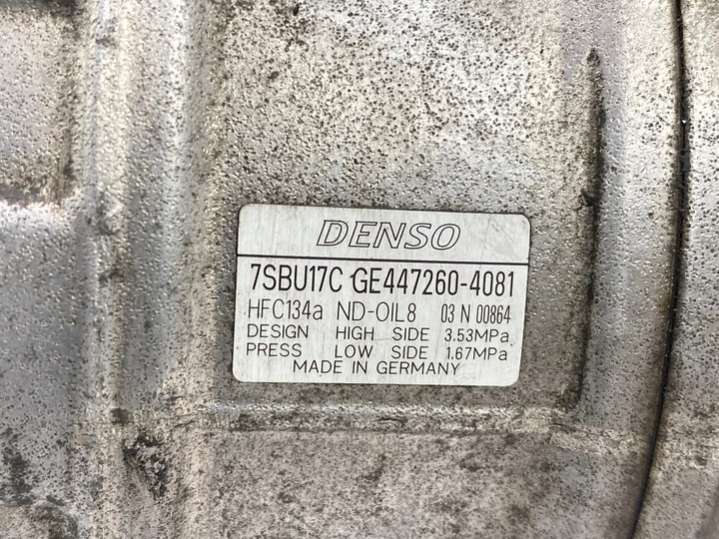 DENSO
7SBU17C GE447260-4081
HFC134a ND-OIL8 03 N 00864
DESIGN HIGH SIDE 3.53MPa
PRESS LOW SIDE 1.67MPa
MADE IN GERMANY